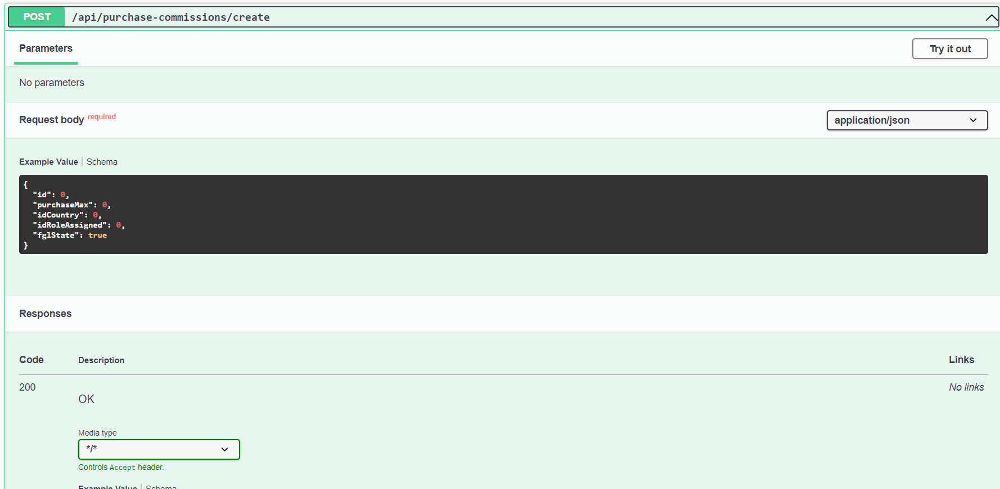 POST /api/purchase-commissions/create
Parameters
Try it out
No parameters
Request body required
application/json
Example Value | Schema
{
"id": 0,
"purchaseMax": 0,
"idCountry": 0,
"idRoleAssigned": 0,
"fglState": true
}
Responses
Code Description Links
200 No links
OK
Media type
*/*
Controls Accept header.
Example Value | Schema